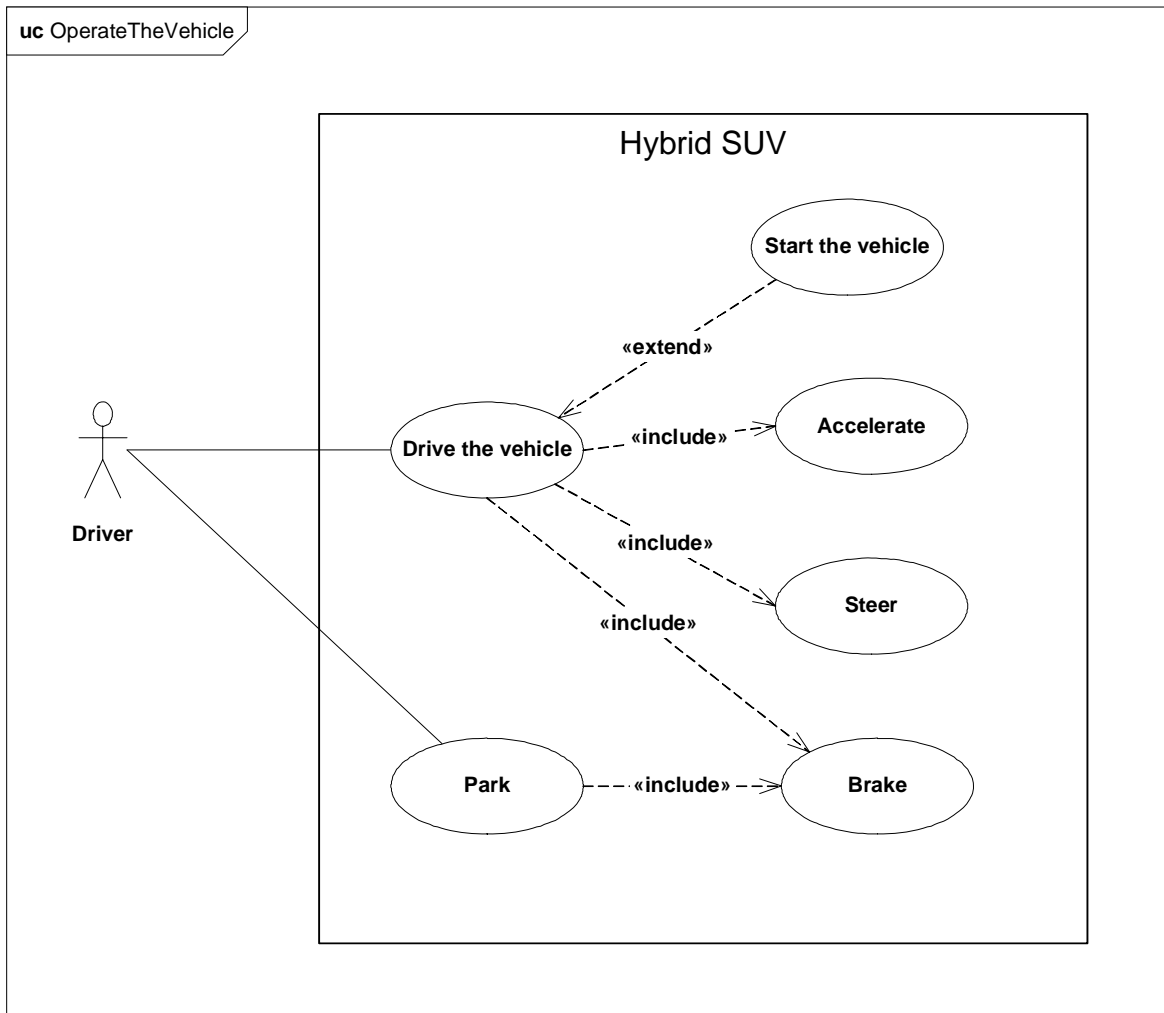 uc OperateTheVehicle
Hybrid SUV
Start the vehicle
«extend»
Accelerate
«include»
Drive the vehicle
Driver
«include»
Steer
«include»
Park
«include»
Brake